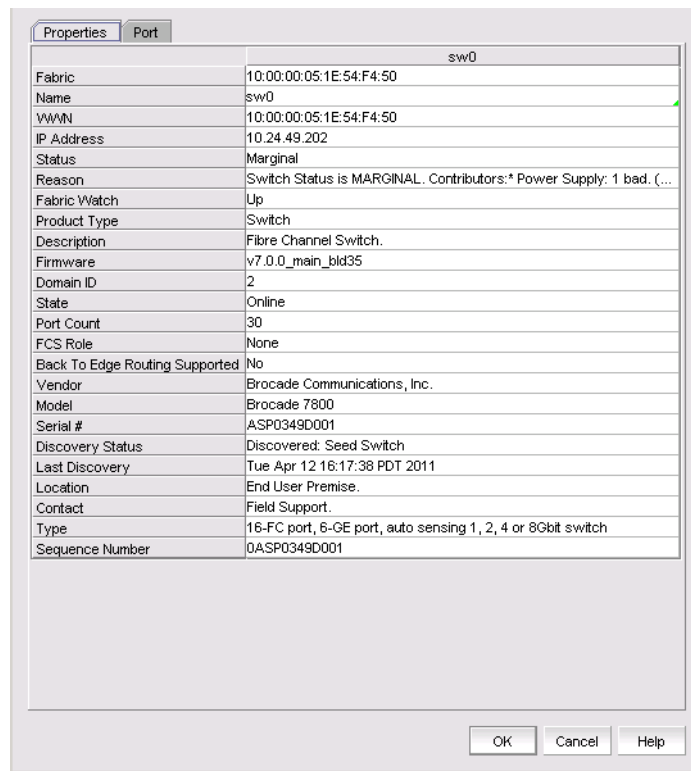 Properties Port
sw0
Fabric 10:00:00:05:1E:54:F4:50
Name sw0
WWN 10:00:00:05:1E:54:F4:50
IP Address 10.24.49.202
Status Marginal
Reason Switch Status is MARGINAL. Contributors:* Power Supply: 1 bad. (...
Fabric Watch Up
Product Type Switch
Description Fibre Channel Switch.
Firmware v7.0.0_main_bld35
Domain ID 2
State Online
Port Count 30
FCS Role None
Back To Edge Routing Supported No
Vendor Brocade Communications, Inc.
Model Brocade 7800
Serial # ASP0349D001
Discovery Status Discovered: Seed Switch
Last Discovery Tue Apr 12 16:17:38 PDT 2011
Location End User Premise.
Contact Field Support.
Type 16-FC port, 6-GE port, auto sensing 1, 2, 4 or 8Gbit switch
Sequence Number 0ASP0349D001
OK Cancel Help